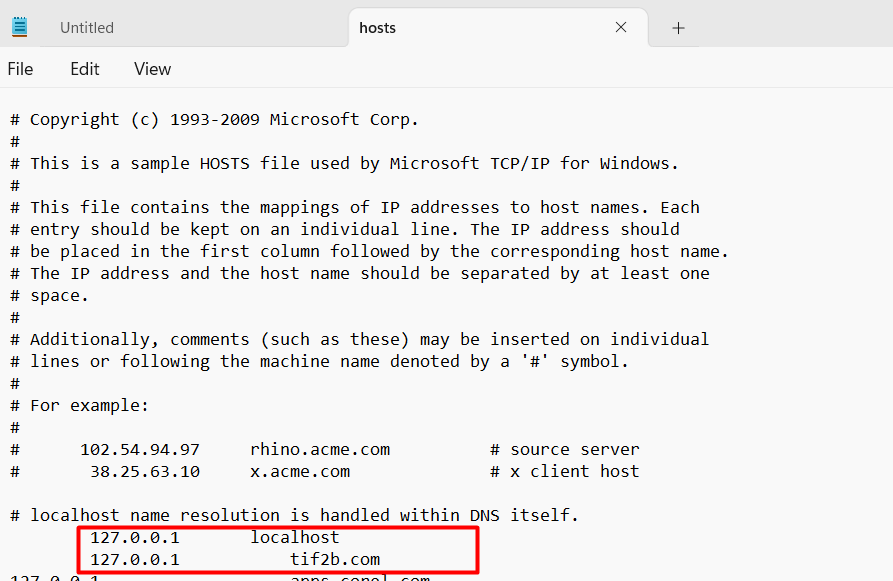 Untitled
hosts
File Edit View
# Copyright (c) 1993-2009 Microsoft Corp.
#
# This is a sample HOSTS file used by Microsoft TCP/IP for Windows.
#
# This file contains the mappings of IP addresses to host names. Each
# entry should be kept on an individual line. The IP address should
# be placed in the first column followed by the corresponding host name.
# The IP address and the host name should be separated by at least one
# space.
#
# Additionally, comments (such as these) may be inserted on individual
# lines or following the machine name denoted by a '#' symbol.
#
# For example:
#
#      102.54.94.97     rhino.acme.com          # source server
#       38.25.63.10     x.acme.com              # x client host

# localhost name resolution is handled within DNS itself.
127.0.0.1       localhost
127.0.0.1           tif2b.com
127.0.0.1